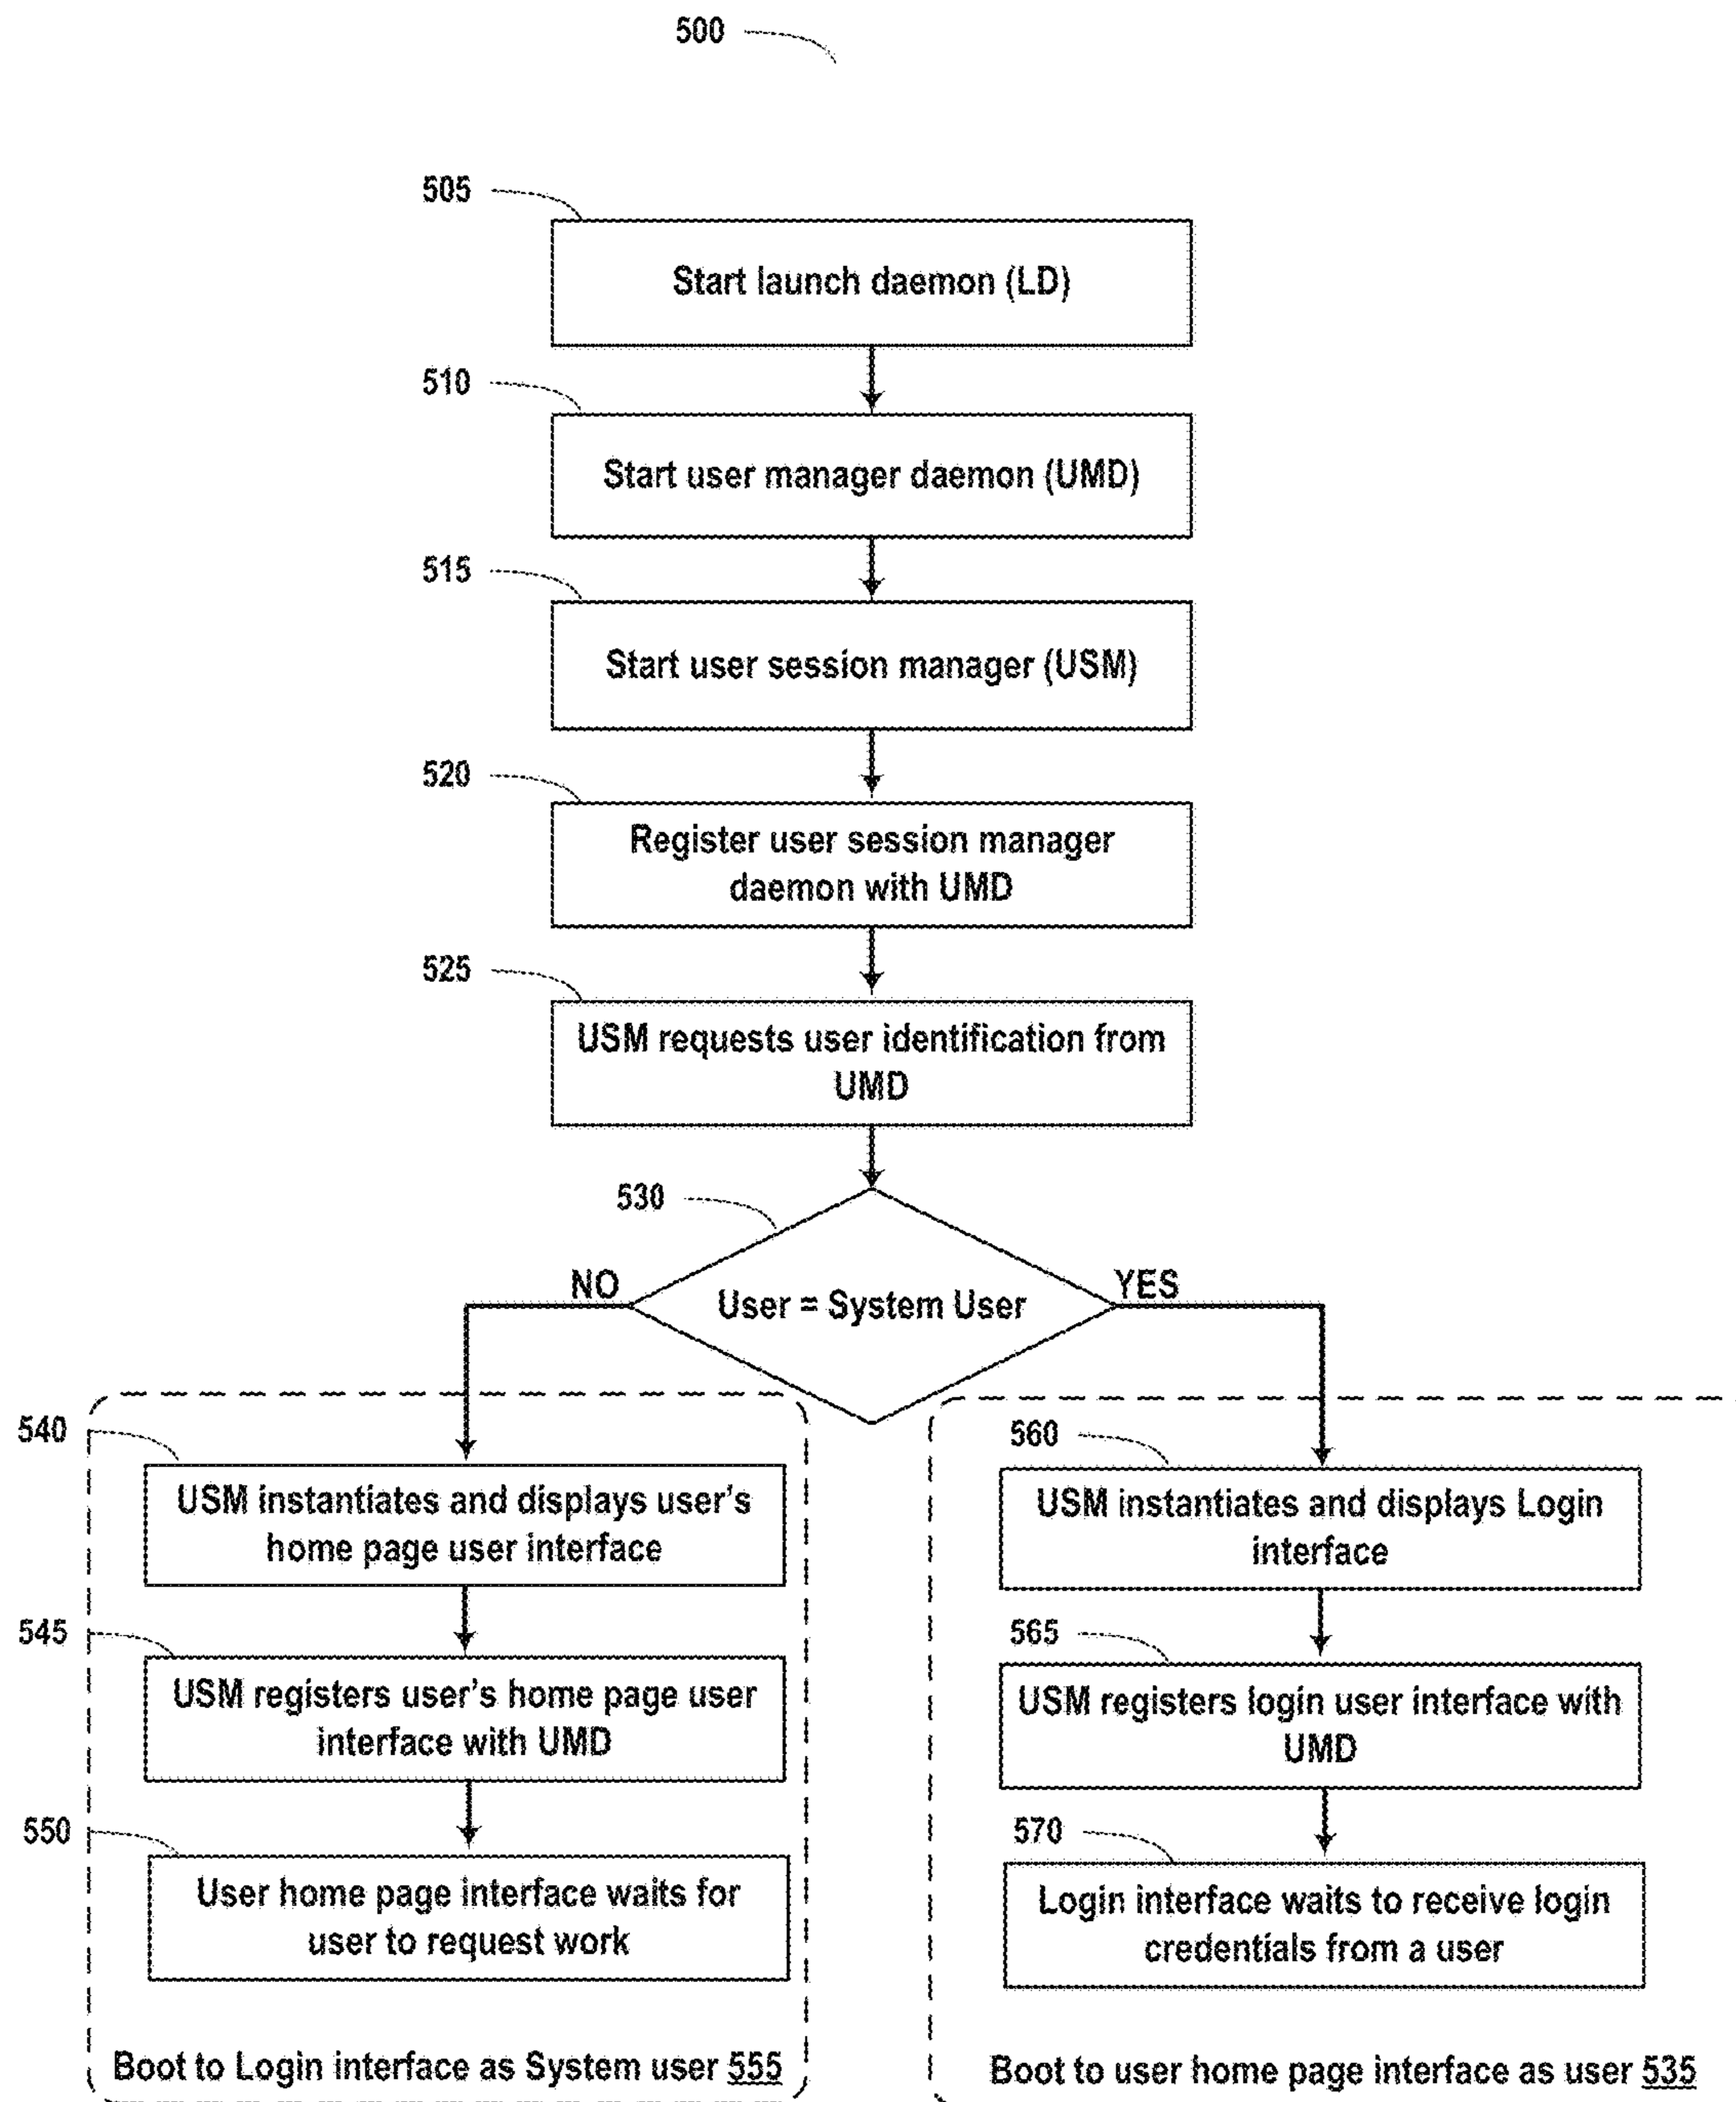 500
505
Start launch daemon (LD)
510
Start user manager daemon (UMD)
515
Start user session manager (USM)
520
Register user session manager
daemon with UMD
525
USM requests user identification from
UMD
530
User = System User
NO
YES
540
USM instantiates and displays user's
home page user interface
545
USM registers user's home page user
interface with UMD
550
User home page interface waits for
user to request work
Boot to Login interface as System user 555
560
USM instantiates and displays Login
interface
565
USM registers login user interface with
UMD
570
Login interface waits to receive login
credentials from a user
Boot to user home page interface as user 535